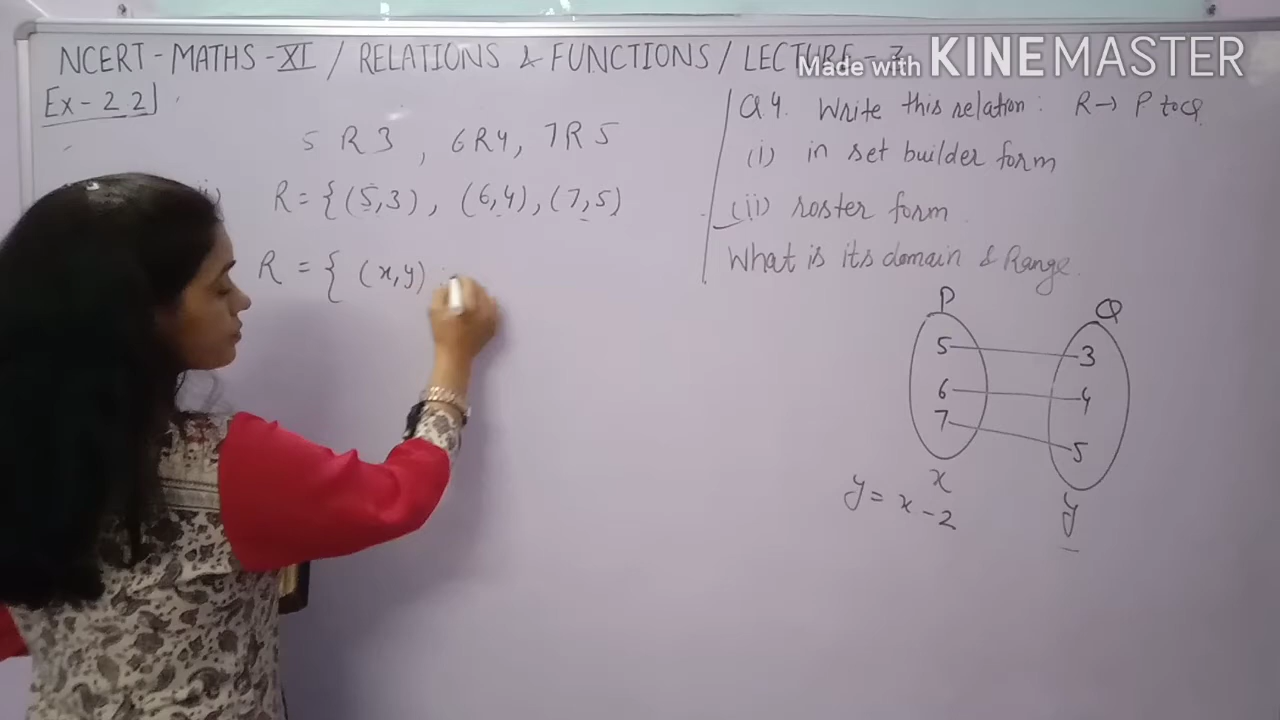 NCERT - MATHS - XI / RELATIONS & FUNCTIONS / LECTURE - 3
Made with KINEMASTER
Ex - 2.2
5 R 3 , 6 R 4, 7 R 5
R = { (5,3) , (6,4) , (7,5)
R = { (x,y)
Q.4. Write this relation : R → P to Q
(i) in set builder form
(ii) roster form
What is its domain & Range.
P Q
5 3
6 4
7 5
x y
y = x - 2